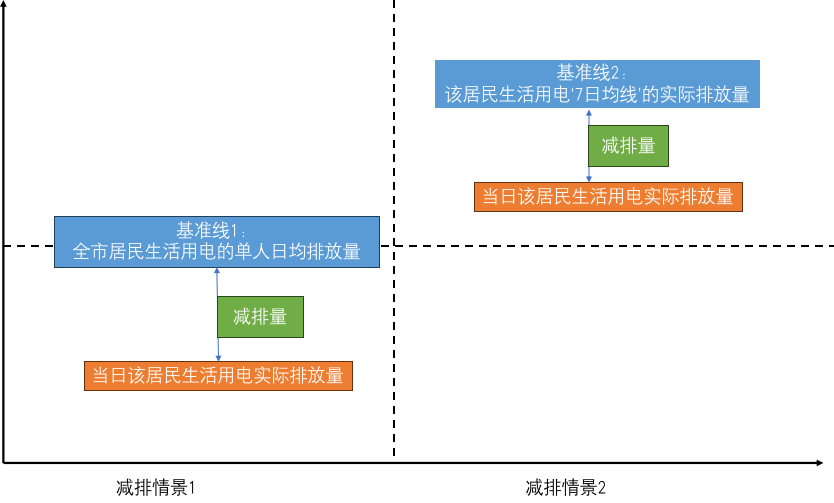 基准线2：
该居民生活用电‘7日均线’的实际排放量
减排量
当日该居民生活用电实际排放量
基准线1：
全市居民生活用电的单人日均排放量
减排量
当日该居民生活用电实际排放量
减排情景1
减排情景2